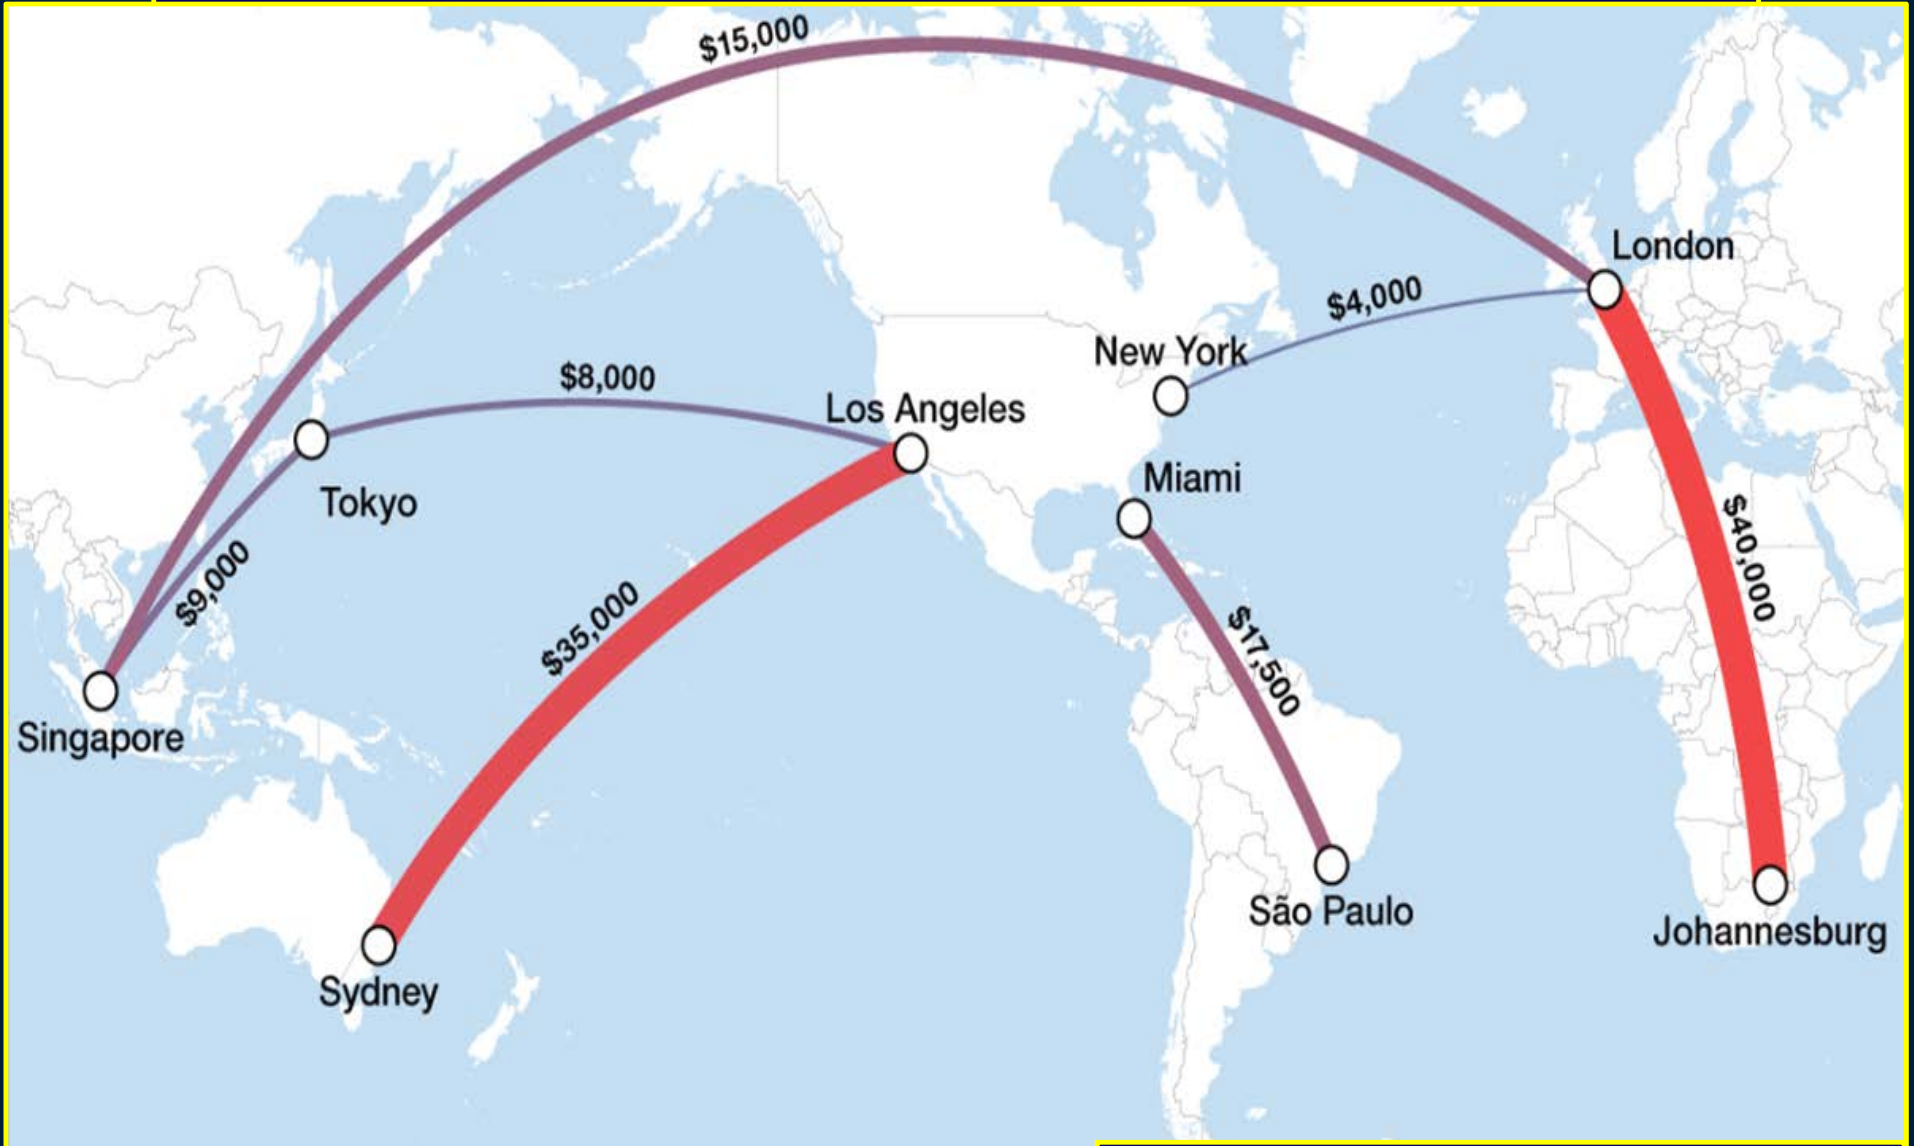 $15,000
London
$4,000
New York
$8,000
Los Angeles
Miami
Tokyo
$9,000
$35,000
$40,000
$17,500
Singapore
São Paulo
Johannesburg
Sydney